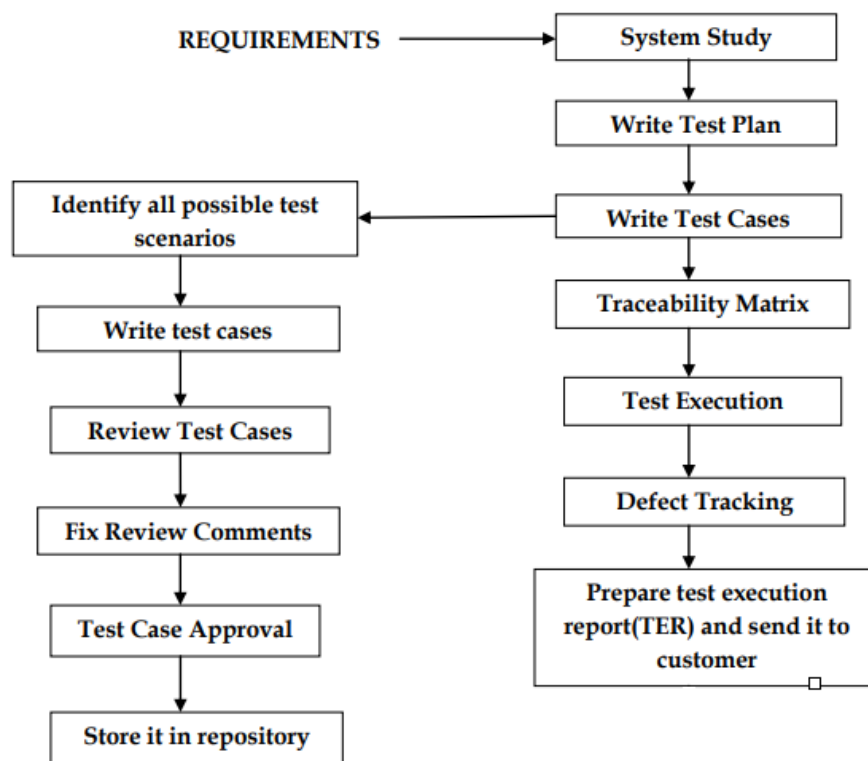 REQUIREMENTS
System Study
Write Test Plan
Write Test Cases
Traceability Matrix
Test Execution
Defect Tracking
Prepare test execution
report(TER) and send it to
customer
Identify all possible test
scenarios
Write test cases
Review Test Cases
Fix Review Comments
Test Case Approval
Store it in repository